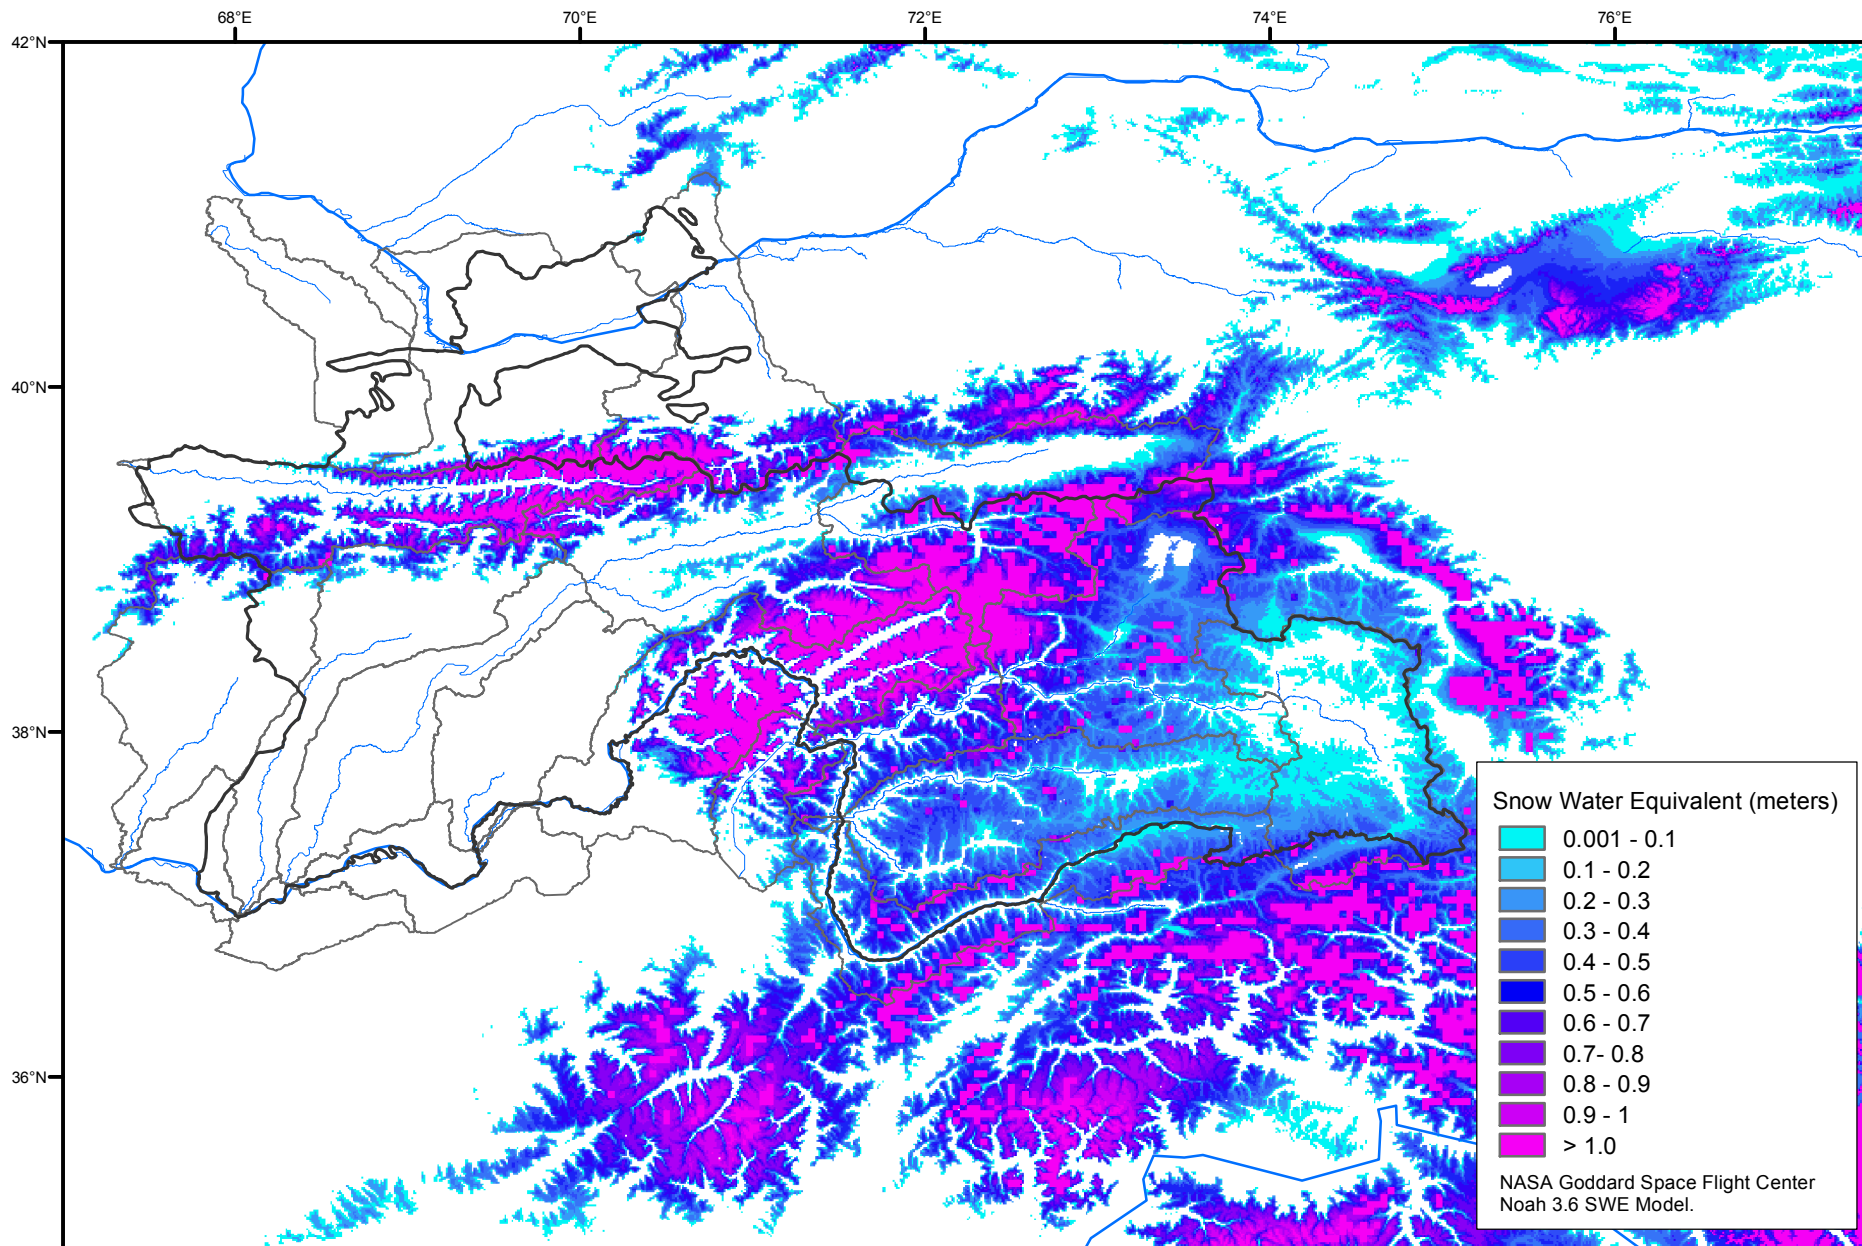 68°E
70°E
72°E
74°E
76°E
42°N
40°N
38°N
36°N
Snow Water Equivalent (meters)
0.001 - 0.1
0.1 - 0.2
0.2 - 0.3
0.3 - 0.4
0.4 - 0.5
0.5 - 0.6
0.6 - 0.7
0.7- 0.8
0.8 - 0.9
0.9 - 1
> 1.0
NASA Goddard Space Flight Center
Noah 3.6 SWE Model.